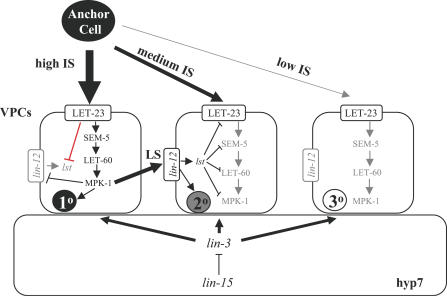 Anchor
Cell
high IS
medium IS
low IS
VPCs
LET-23
LET-23
LET-23
SEM-5
LET-60
MPK-1
lin-12
lst
1º
LS
lin-12
lst
SEM-5
LET-60
MPK-1
2º
lin-12
SEM-5
LET-60
MPK-1
3º
lin-3
lin-15
hyp7